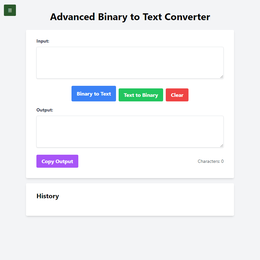 Advanced Binary to Text Converter
Input:
Binary to Text
Text to Binary
Clear
Output:
Copy Output
Characters: 0
History